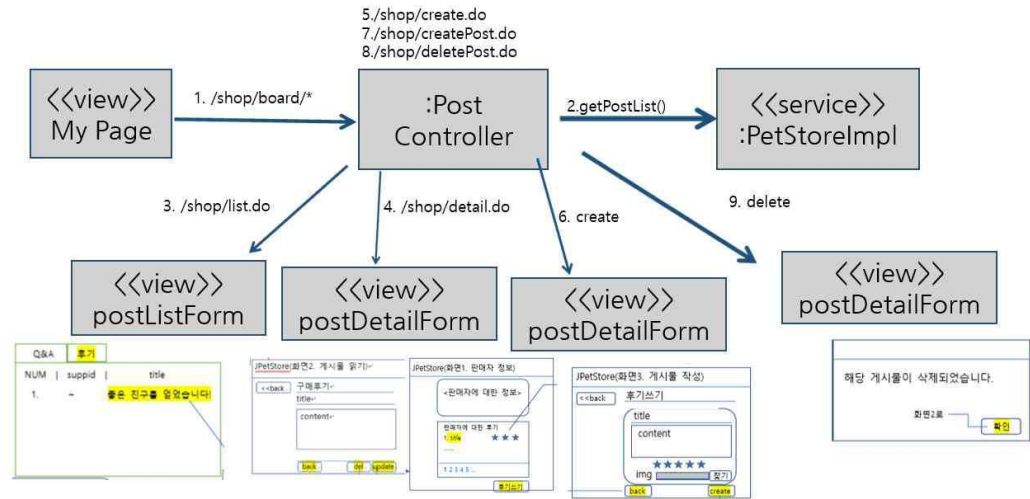 5./shop/create.do
7./shop/createPost.do
8./shop/deletePost.do
<<view>>
My Page
1. /shop/board/*
:Post
Controller
2.getPostList()
<<service>>
:PetStoreImpl
3. /shop/list.do
4. /shop/detail.do
6. create
9. delete
<<view>>
postListForm
<<view>>
postDetailForm
<<view>>
postDetailForm
<<view>>
postDetailForm
Q&A 후기
NUM | suppid | title
1. ~ 좋은 친구를 얻었습니다!
JPetStore(화면2. 게시물 읽기)
<<back 구매후기
title
content
back del update
JPetStore(화면1. 판매자 정보)
<판매자에 대한 정보>
판매자에 대한 후기
1. title ★ ★ ★
1 2 3 4 5 ...
후기쓰기
JPetStore(화면3. 게시물 작성)
<<back 후기쓰기
title
content
★★★★★
img 찾기
back create
해당 게시물이 삭제되었습니다.
화면2로
확인